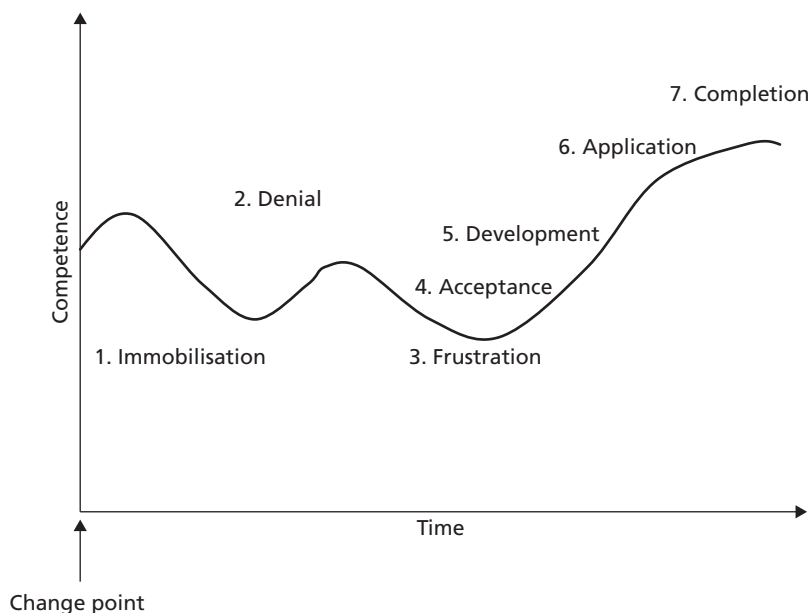 7. Completion
6. Application
2. Denial
5. Development
4. Acceptance
1. Immobilisation
3. Frustration
Competence
Time
Change point